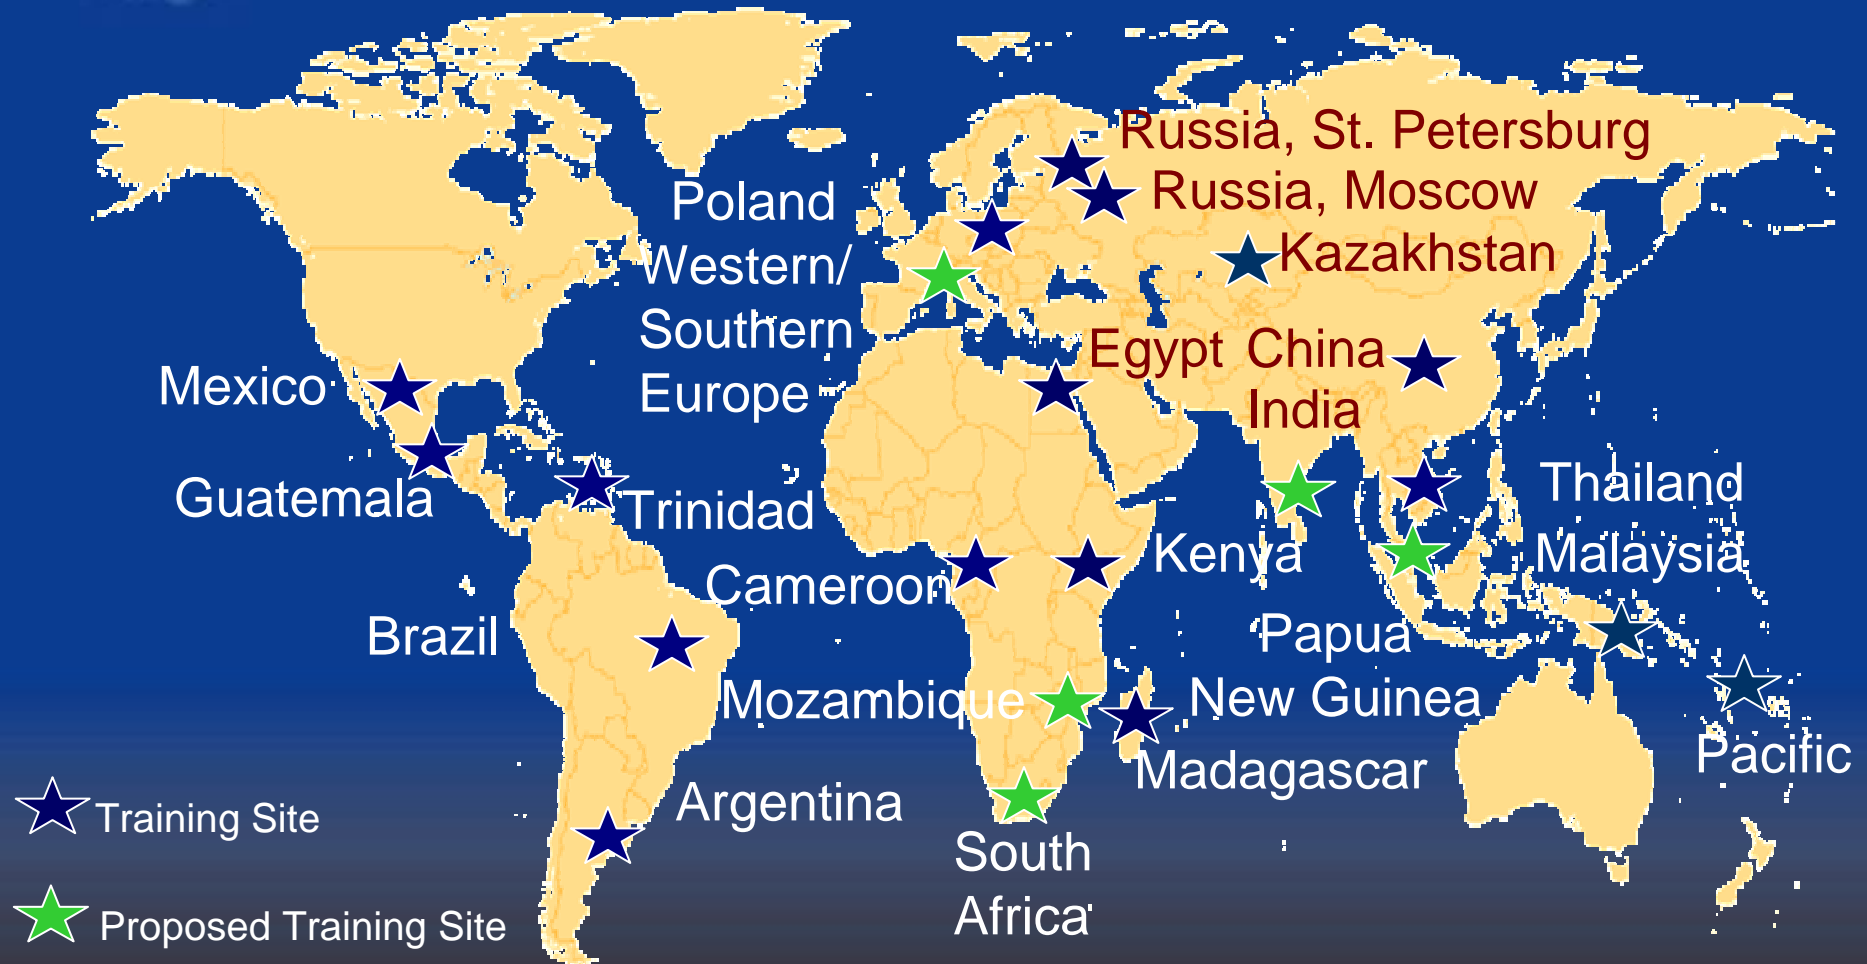 Russia, St. Petersburg
Russia, Moscow
Kazakhstan
Poland
Western/
Southern
Europe
Egypt
China
India
Mexico
Guatemala
Trinidad
Thailand
Malaysia
Kenya
Cameroon
Brazil
Papua
New Guinea
Mozambique
Madagascar
Pacific
Argentina
South
Africa
Training Site
Proposed Training Site